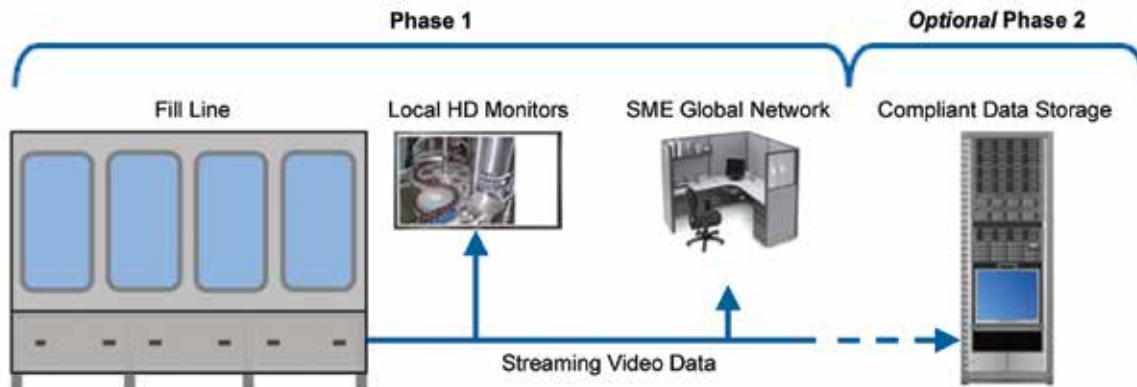 Phase 1
Optional Phase 2
Fill Line
Local HD Monitors
SME Global Network
Compliant Data Storage
Streaming Video Data